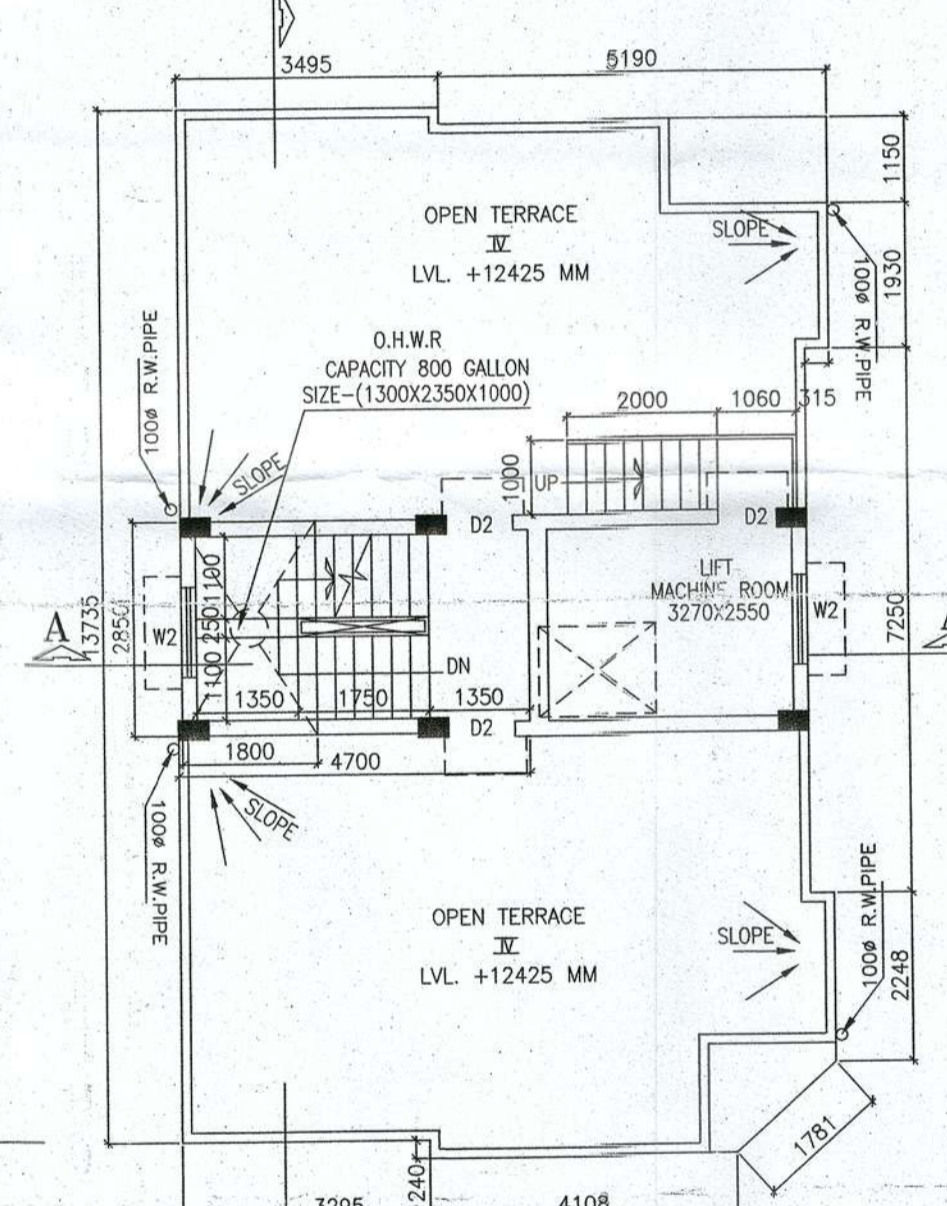 3495
5190
1150
OPEN TERRACE
IV
LVL. +12425 MM
SLOPE
1930
100ø R.W.PIPE
100ø R.W.PIPE
O.H.W.R
CAPACITY 800 GALLON
SIZE-(1300X2350X1000)
2000
1060
315
SLOPE
1000
UP
D2
D2
LIFT
MACHINE ROOM
3270X2550
13735
2850
A
W2
1100
250
1100
W2
7250
DN
1350
1750
1350
D2
1800
4700
SLOPE
100ø R.W.PIPE
OPEN TERRACE
IV
LVL. +12425 MM
SLOPE
100ø R.W.PIPE
2248
1781
240
4108